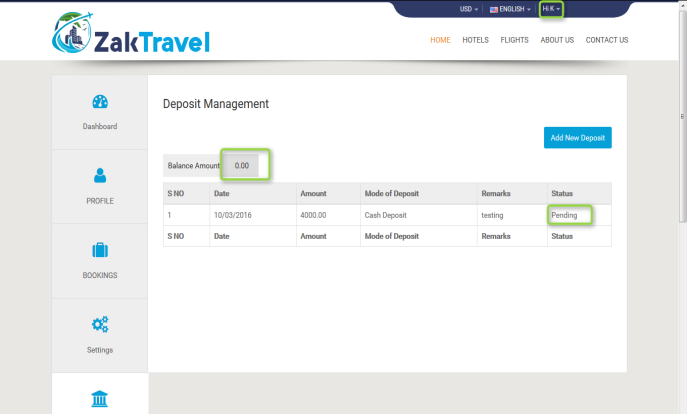 USD ENGLISH Hi K
ZakTravel
HOME HOTELS FLIGHTS ABOUT US CONTACT US
Dashboard
PROFILE
BOOKINGS
Settings
Deposit Management
Add New Deposit
Balance Amount 0.00
S NO Date Amount Mode of Deposit Remarks Status
1 10/03/2016 4000.00 Cash Deposit testing Pending
S NO Date Amount Mode of Deposit Remarks Status